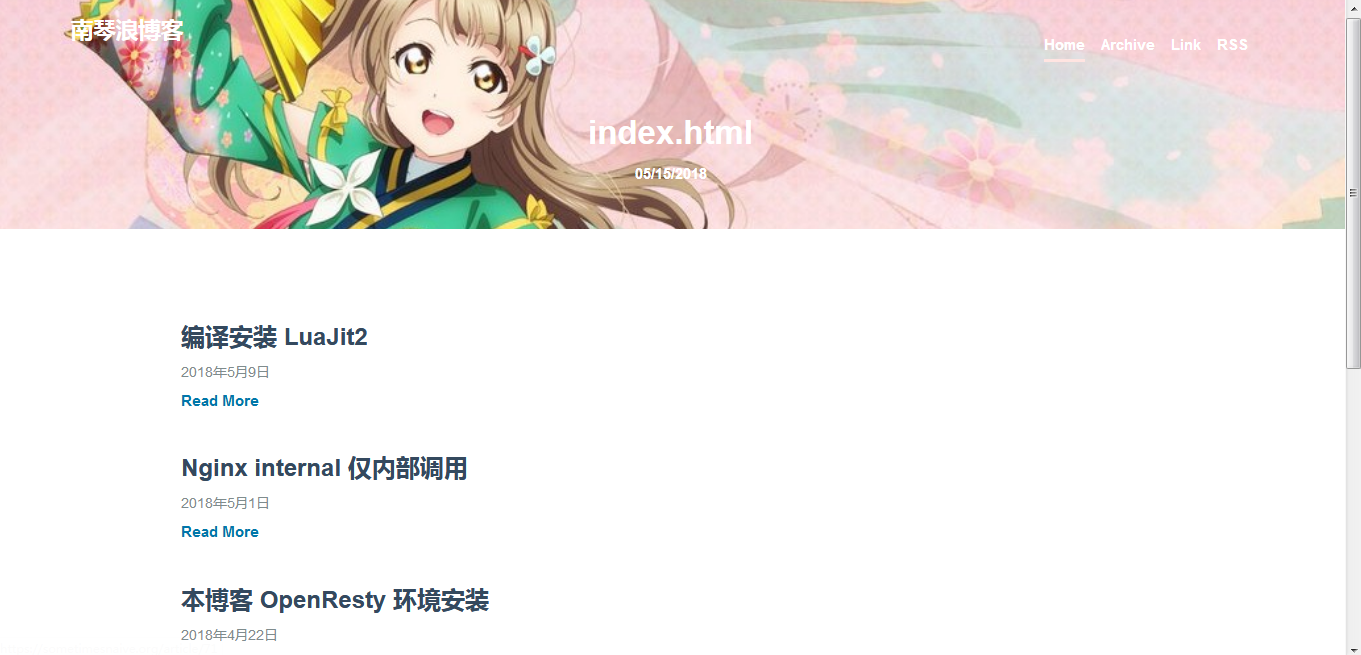 南琴浪博客
Home Archive Link RSS
index.html
05/15/2018
编译安装 LuaJit2
2018年5月9日
Read More
Nginx internal 仅内部调用
2018年5月1日
Read More
本博客 OpenResty 环境安装
2018年4月22日